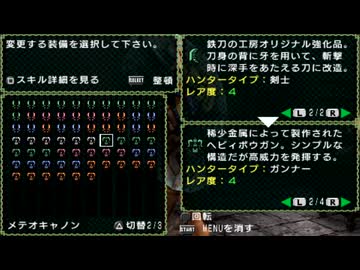 変更する装備を選択して下さい。
スキル詳細を見る
SELECT 整頓
メテオキャノン
切替2/3
鉄刀の工房オリジナル強化品。
刀身の背に牙を用いて、斬撃
時に深手をあたえる刀に改造。
ハンタータイプ：剣士
レア度：4
L 2/2 R
稀少金属によって製作された
ヘビィボウガン。シンプルな
構造だが高威力を発揮する。
ハンタータイプ：ガンナー
レア度：4
L 2/4 R
回転
START MENUを消す